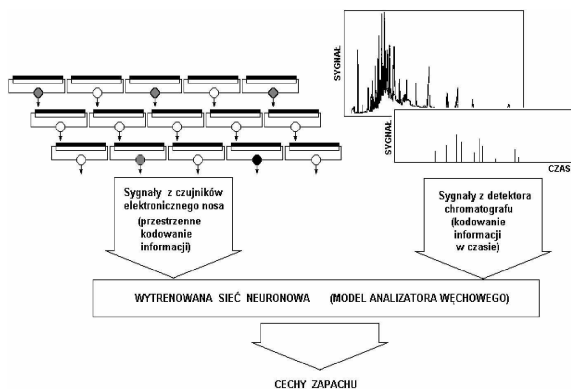 SYGNAŁ
SYGNAŁ
CZAS
Sygnały z czujników
elektronicznego nosa
(przestrzenne
kodowanie
informacji)
Sygnały z detektora
chromatografu
(kodowanie
informacji
w czasie)
WYTRENOWANA SIEĆ NEURONOWA (MODEL ANALIZATORA WĘCHOWEGO)
CECHY ZAPACHU